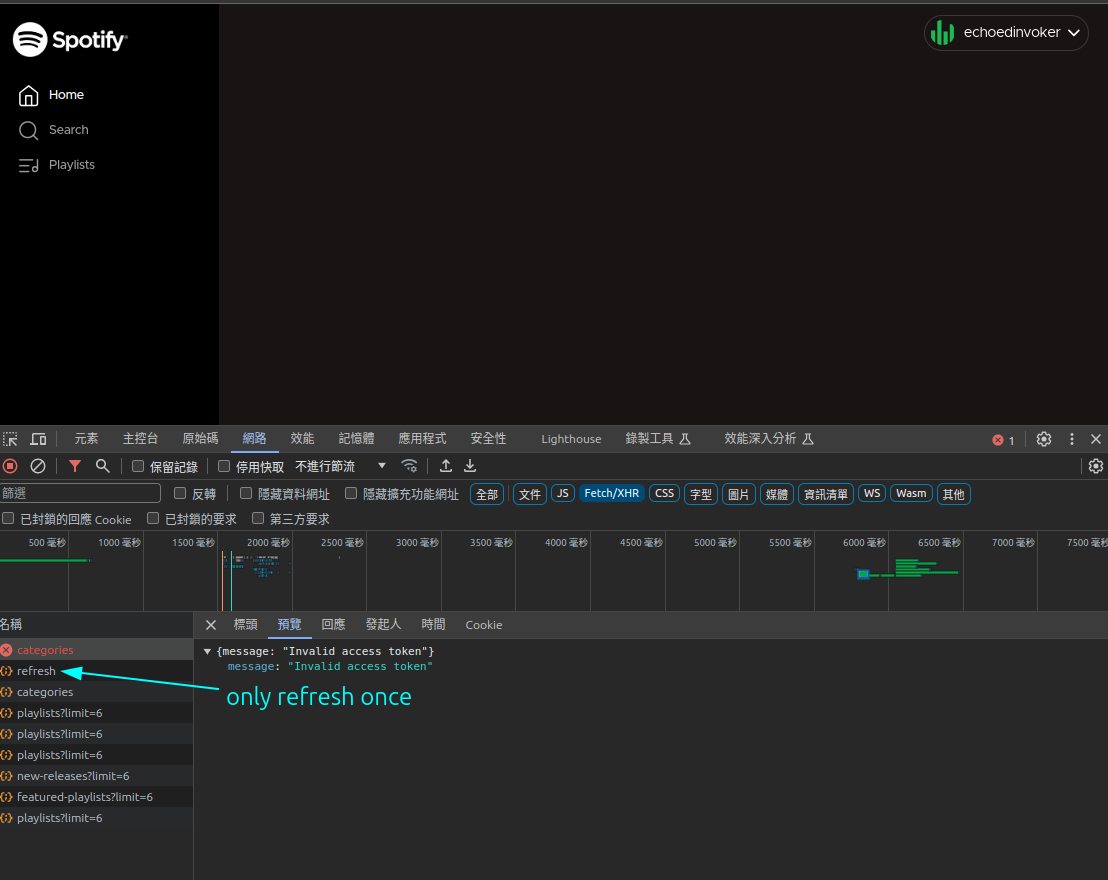 Spotify
echoedinvoker
Home
Search
Playlists
元素 主控台 原始碼 網路 效能 記憶體 應用程式 安全性 Lighthouse 錄製工具 效能深入分析 1
保留記錄 停用快取 不進行節流
篩選 反轉 隱藏資料網址 隱藏擴充功能網址 全部 文件 JS Fetch/XHR CSS 字型 圖片 媒體 資訊清單 WS Wasm 其他
已封鎖的回應 Cookie 已封鎖的要求 第三方要求
500 毫秒 1000 毫秒 1500 毫秒 2000 毫秒 2500 毫秒 3000 毫秒 3500 毫秒 4000 毫秒 4500 毫秒 5000 毫秒 5500 毫秒 6000 毫秒 6500 毫秒 7000 毫秒 7500 毫秒
名稱 標頭 預覽 回應 發起人 時間 Cookie
categories
refresh
categories
playlists?limit=6
playlists?limit=6
playlists?limit=6
new-releases?limit=6
featured-playlists?limit=6
playlists?limit=6
{message: "Invalid access token"}
message: "Invalid access token"
only refresh once